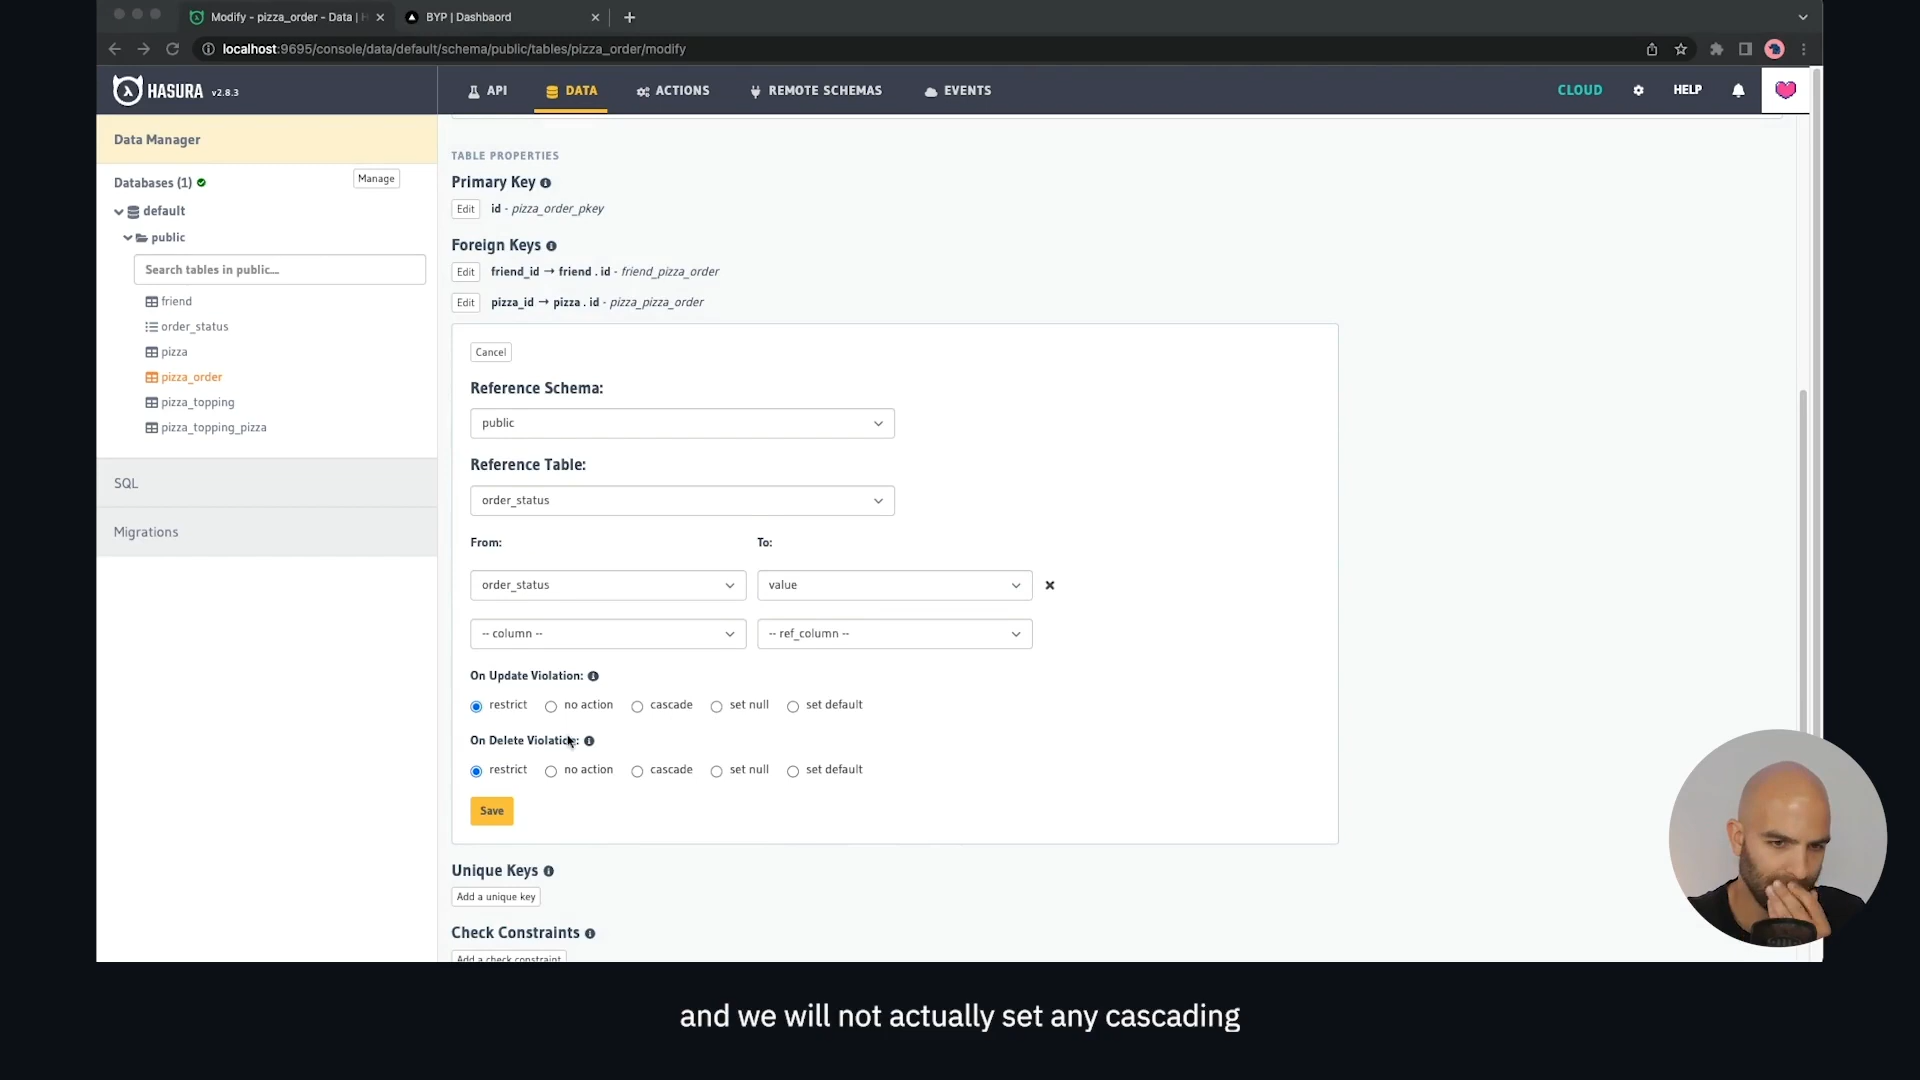 Modify - pizza_order - Data | H
BYP | Dashbaord
localhost:9695/console/data/default/schema/public/tables/pizza_order/modify
HASURA v2.8.3
API
DATA
ACTIONS
REMOTE SCHEMAS
EVENTS
CLOUD
HELP
Data Manager
Databases (1)
Manage
default
public
Search tables in public....
friend
order_status
pizza
pizza_order
pizza_topping
pizza_topping_pizza
SQL
Migrations
TABLE PROPERTIES
Primary Key
Edit
id - pizza_order_pkey
Foreign Keys
Edit
friend_id → friend . id - friend_pizza_order
Edit
pizza_id → pizza . id - pizza_pizza_order
Cancel
Reference Schema:
public
Reference Table:
order_status
From:
To:
order_status
value
-- column --
-- ref_column --
On Update Violation:
restrict
no action
cascade
set null
set default
On Delete Violation:
restrict
no action
cascade
set null
set default
Save
Unique Keys
Add a unique key
Check Constraints
Add a check constraint
and we will not actually set any cascading